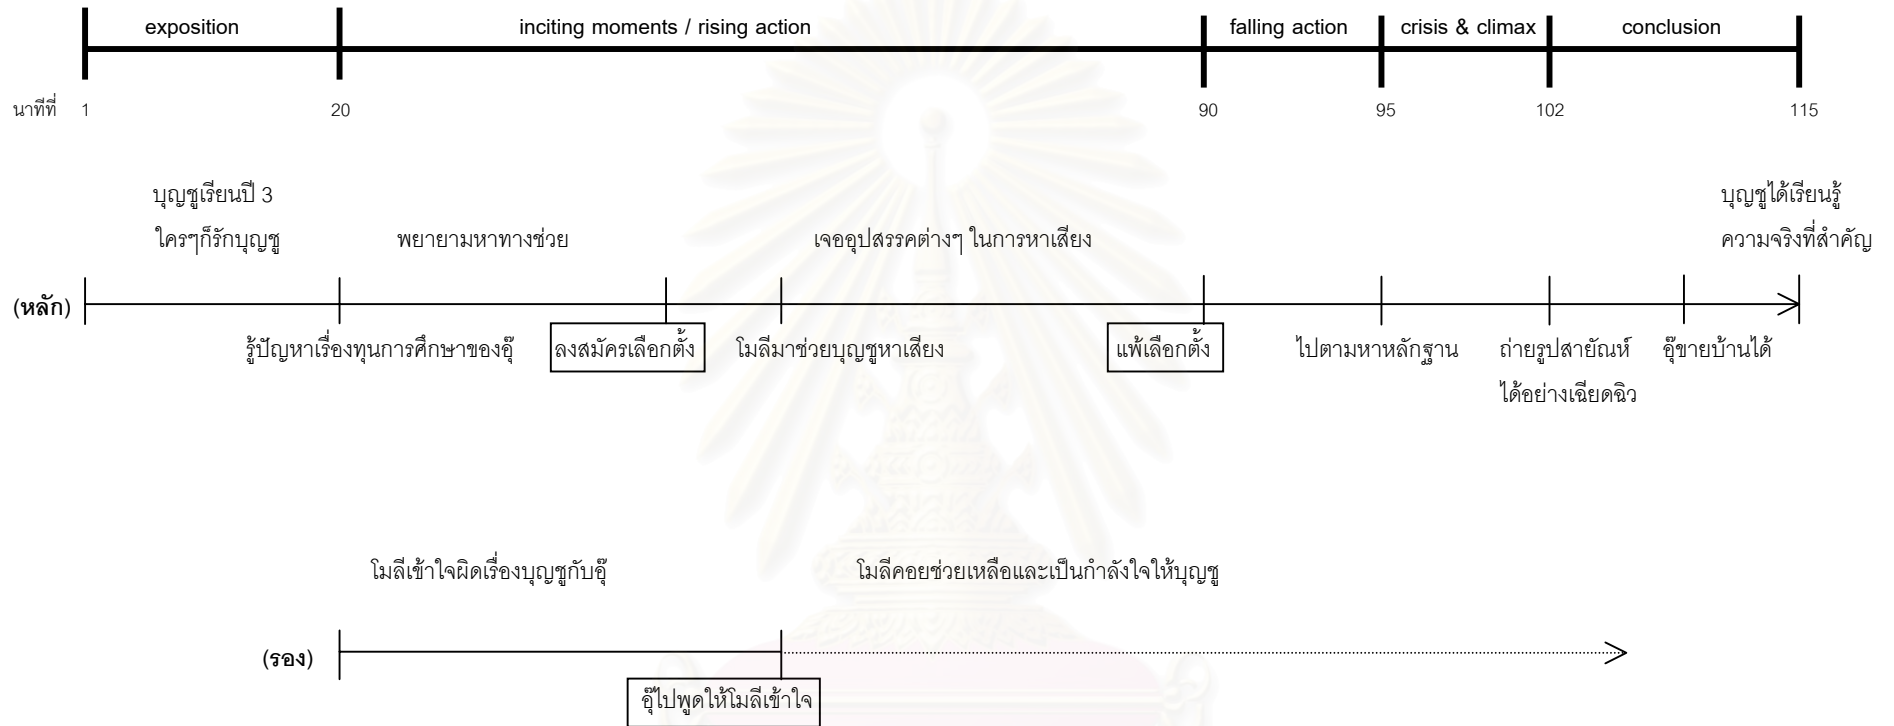 exposition
inciting moments / rising action
falling action
crisis & climax
conclusion
นาทีที่
1
20
90
95
102
115
บุญชูเรียนปี 3
ใครๆก็รักบุญชู
พยายามหาทางช่วย
เจออุปสรรคต่างๆ ในการหาเสียง
บุญชูได้เรียนรู้
ความจริงที่สำคัญ
(หลัก)
รู้ปัญหาเรื่องทุนการศึกษาของอุ๊
ลงสมัครเลือกตั้ง
โมลีมาช่วยบุญชูหาเสียง
แพ้เลือกตั้ง
ไปตามหาหลักฐาน
ถ่ายรูปสายัณห์
ได้อย่างเฉียดฉิว
อุ๊ขายบ้านได้
โมลีเข้าใจผิดเรื่องบุญชูกับอุ๊
โมลีคอยช่วยเหลือและเป็นกำลังใจให้บุญชู
(รอง)
อุ๊ไปพูดให้โมลีเข้าใจ